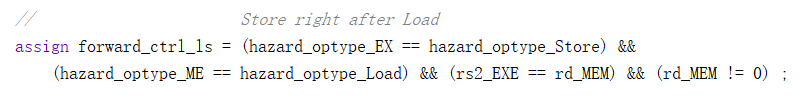 //                    Store right after Load
assign forward_ctrl_ls = (hazard_optype_EX == hazard_optype_Store) &&
    (hazard_optype_ME == hazard_optype_Load) && (rs2_EXE == rd_MEM) && (rd_MEM != 0) ;